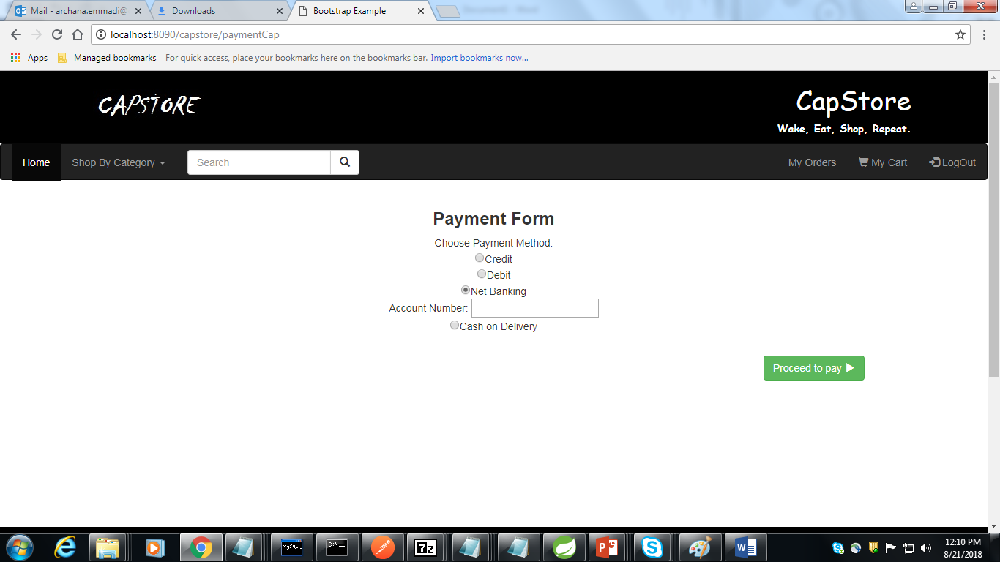 Mail - archana.emmadi@
Downloads
Bootstrap Example
localhost:8090/capstore/paymentCap
Apps
Managed bookmarks
For quick access, place your bookmarks here on the bookmarks bar. Import bookmarks now...
CAPSTORE
CapStore
Wake, Eat, Shop, Repeat.
Home
Shop By Category
Search
My Orders
My Cart
LogOut
Payment Form
Choose Payment Method:
Credit
Debit
Net Banking
Account Number:
Cash on Delivery
Proceed to pay
12:10 PM
8/21/2018